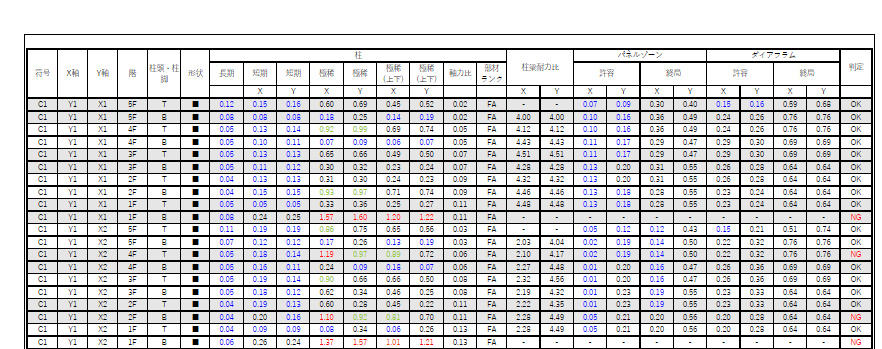 柱 パネルゾーン ダイアフラム
符号 X軸 Y軸 階 柱頭・柱脚 形状 長期 短期 短期 極稀 極稀 極稀(上下) 極稀(上下) 軸力比 部材ランク 柱梁耐力比 許容 終局 許容 終局 判定
X Y X Y X Y X Y X Y X Y X Y X Y
C1 Y1 X1 5F T ■ 0.12 0.15 0.16 0.60 0.69 0.45 0.52 0.02 FA - - 0.07 0.09 0.30 0.40 0.15 0.16 0.59 0.68 OK
C1 Y1 X1 5F B ■ 0.08 0.08 0.08 0.18 0.25 0.14 0.19 0.02 FA 4.00 4.00 0.10 0.16 0.36 0.49 0.24 0.26 0.76 0.76 OK
C1 Y1 X1 4F T ■ 0.05 0.13 0.14 0.92 0.99 0.69 0.74 0.05 FA 4.12 4.12 0.10 0.16 0.36 0.49 0.24 0.26 0.76 0.76 OK
C1 Y1 X1 4F B ■ 0.05 0.10 0.11 0.07 0.09 0.06 0.07 0.05 FA 4.43 4.43 0.11 0.17 0.29 0.47 0.29 0.30 0.69 0.69 OK
C1 Y1 X1 3F T ■ 0.05 0.13 0.13 0.65 0.66 0.49 0.50 0.07 FA 4.51 4.51 0.11 0.17 0.29 0.47 0.29 0.30 0.69 0.69 OK
C1 Y1 X1 3F B ■ 0.05 0.11 0.12 0.30 0.32 0.23 0.24 0.07 FA 4.28 4.28 0.13 0.20 0.31 0.55 0.26 0.28 0.64 0.64 OK
C1 Y1 X1 2F T ■ 0.04 0.13 0.13 0.31 0.30 0.24 0.23 0.09 FA 4.32 4.32 0.13 0.20 0.31 0.55 0.26 0.28 0.64 0.64 OK
C1 Y1 X1 2F B ■ 0.04 0.15 0.15 0.93 0.97 0.71 0.74 0.09 FA 4.46 4.46 0.13 0.18 0.28 0.55 0.23 0.24 0.64 0.64 OK
C1 Y1 X1 1F T ■ 0.05 0.05 0.05 0.33 0.36 0.25 0.27 0.11 FA 4.48 4.48 0.13 0.18 0.28 0.55 0.23 0.24 0.64 0.64 OK
C1 Y1 X1 1F B ■ 0.08 0.24 0.25 1.57 1.60 1.20 1.22 0.11 FA - - - - - - - - - - NG
C1 Y1 X2 5F T ■ 0.11 0.19 0.19 0.86 0.75 0.65 0.56 0.03 FA - - 0.05 0.12 0.12 0.43 0.15 0.21 0.51 0.74 OK
C1 Y1 X2 5F B ■ 0.07 0.12 0.12 0.17 0.26 0.13 0.19 0.03 FA 2.03 4.04 0.02 0.19 0.14 0.50 0.22 0.32 0.76 0.76 OK
C1 Y1 X2 4F T ■ 0.05 0.18 0.14 1.19 0.97 0.89 0.72 0.06 FA 2.10 4.17 0.02 0.19 0.14 0.50 0.22 0.32 0.76 0.76 NG
C1 Y1 X2 4F B ■ 0.05 0.16 0.11 0.24 0.09 0.18 0.07 0.06 FA 2.27 4.48 0.01 0.20 0.16 0.47 0.26 0.36 0.69 0.69 OK
C1 Y1 X2 3F T ■ 0.05 0.19 0.14 0.90 0.66 0.66 0.50 0.08 FA 2.32 4.56 0.01 0.20 0.16 0.47 0.26 0.36 0.69 0.69 OK
C1 Y1 X2 3F B ■ 0.05 0.18 0.12 0.62 0.34 0.46 0.25 0.08 FA 2.19 4.32 0.01 0.23 0.19 0.55 0.23 0.33 0.64 0.64 OK
C1 Y1 X2 2F T ■ 0.04 0.19 0.13 0.60 0.28 0.45 0.22 0.11 FA 2.22 4.35 0.01 0.23 0.19 0.55 0.23 0.33 0.64 0.64 OK
C1 Y1 X2 2F B ■ 0.04 0.20 0.16 1.10 0.92 0.81 0.70 0.11 FA 2.28 4.49 0.05 0.21 0.20 0.56 0.20 0.28 0.64 0.64 NG
C1 Y1 X2 1F T ■ 0.04 0.09 0.09 0.08 0.34 0.06 0.26 0.13 FA 2.28 4.49 0.05 0.21 0.20 0.56 0.20 0.28 0.64 0.64 OK
C1 Y1 X2 1F B ■ 0.06 0.26 0.24 1.37 1.57 1.01 1.21 0.13 FA - - - - - - - - - - NG